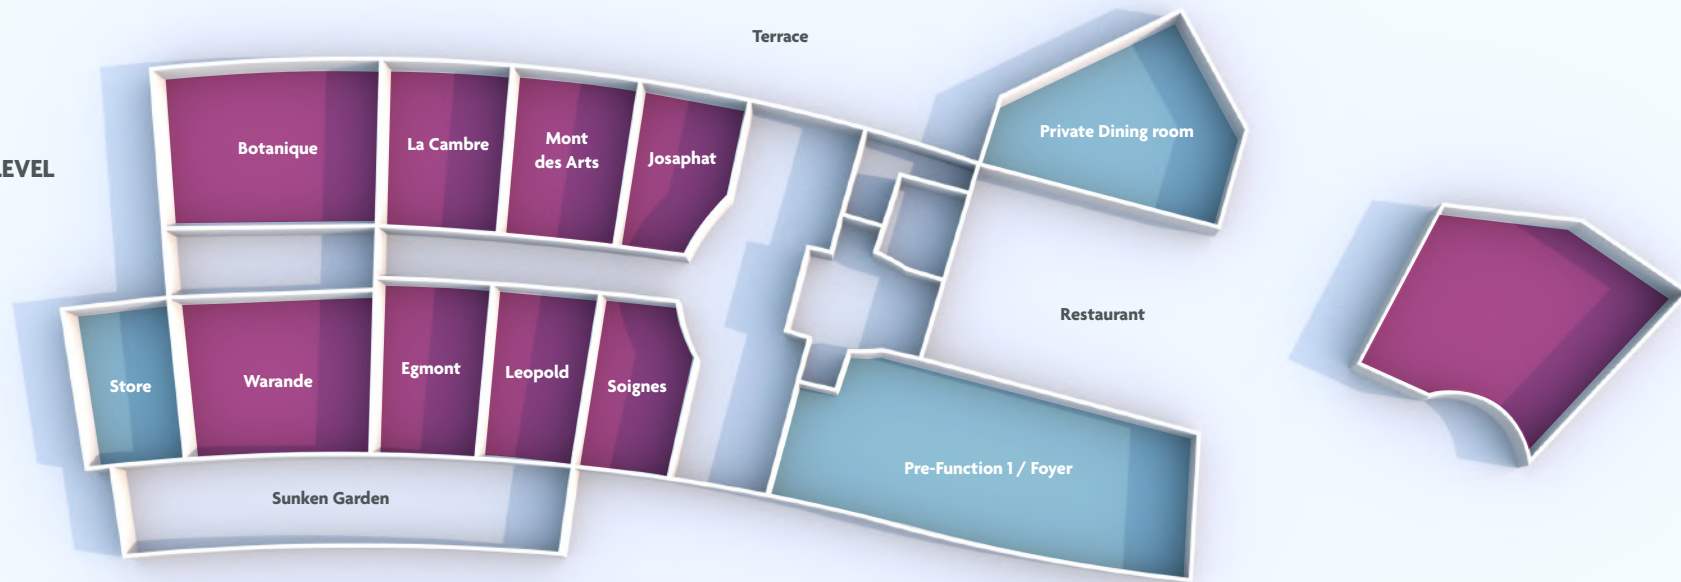 Terrace
Private Dining room
Botanique
La Cambre
Mont
des Arts
Josaphat
LEVEL
Restaurant
Store
Warande
Egmont
Leopold
Soignes
Pre-Function 1 / Foyer
Sunken Garden